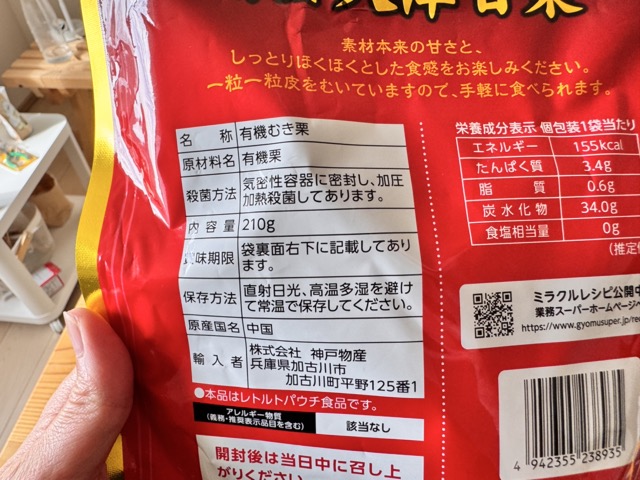 津甘栗
素材本来の甘さと、
しっとりほくほくとした食感をお楽しみください。
一粒一粒皮をむいていますので、手軽に食べられます。
名 称 有機むき栗
原材料名 有機栗
殺菌方法 気密性容器に密封し、加圧
加熱殺菌してあります。
内 容 量 210g
賞味期限 袋裏面右下に記載してあり
ます。
保存方法 直射日光、高温多湿を避け
て常温で保存してください。
原産国名 中国
輸 入 者 株式会社 神戸物産
兵庫県加古川市
加古川町平野125番1
●本品はレトルトパウチ食品です。
アレルギー物質
(義務・推奨表示品目を含む)
該当なし
開封後は当日中に召し上
がりください
栄養成分表示 個包装1袋当たり
エネルギー 155kcal
たんぱく質 3.4g
脂 質 0.6g
炭水化物 34.0g
食塩相当量 0g
(推定
ミラクルレシピ公開中
業務スーパーホームページ
https://www.gyomusuper.jp/rec
4 942355 238935